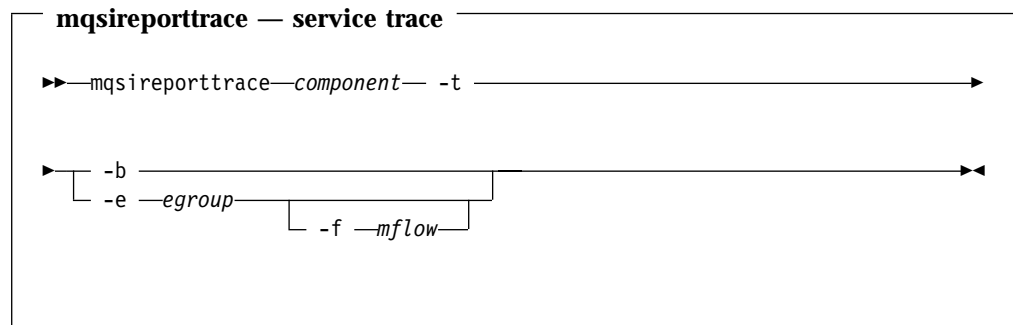 mqsireporttrace — service trace
mqsireporttrace component -t
-b
-e egroup
-f mflow